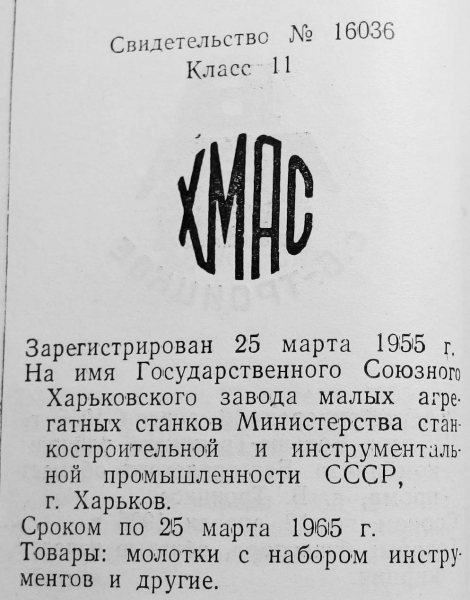 Свидетельство № 16036
Класс 11
ХМАС
Зарегистрирован 25 марта 1955 г.
На имя Государственного Союзного
Харьковского завода малых агре-
гатных станков Министерства стан-
костроительной и инструменталь-
ной промышленности СССР,
г. Харьков.
Сроком по 25 марта 1965 г.
Товары: молотки с набором инстру-
ментов и другие.